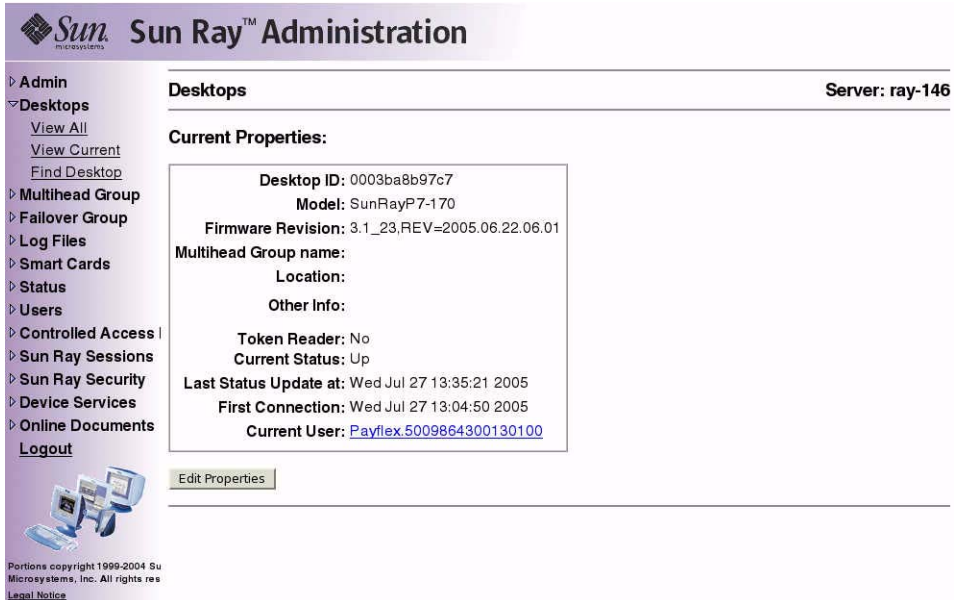 Sun
microsystems
Sun Ray™ Administration
Admin
Desktops
View All
View Current
Find Desktop
Multihead Group
Failover Group
Log Files
Smart Cards
Status
Users
Controlled Access
Sun Ray Sessions
Sun Ray Security
Device Services
Online Documents
Logout
Portions copyright 1999-2004 Su
Microsystems, Inc. All rights res
Legal Notice
Desktops
Server: ray-146
Current Properties:
Desktop ID: 0003ba8b97c7
Model: SunRayP7-170
Firmware Revision: 3.1_23,REV=2005.06.22.06.01
Multihead Group name:
Location:
Other Info:
Token Reader: No
Current Status: Up
Last Status Update at: Wed Jul 27 13:35:21 2005
First Connection: Wed Jul 27 13:04:50 2005
Current User: Payflex.5009864300130100
Edit Properties